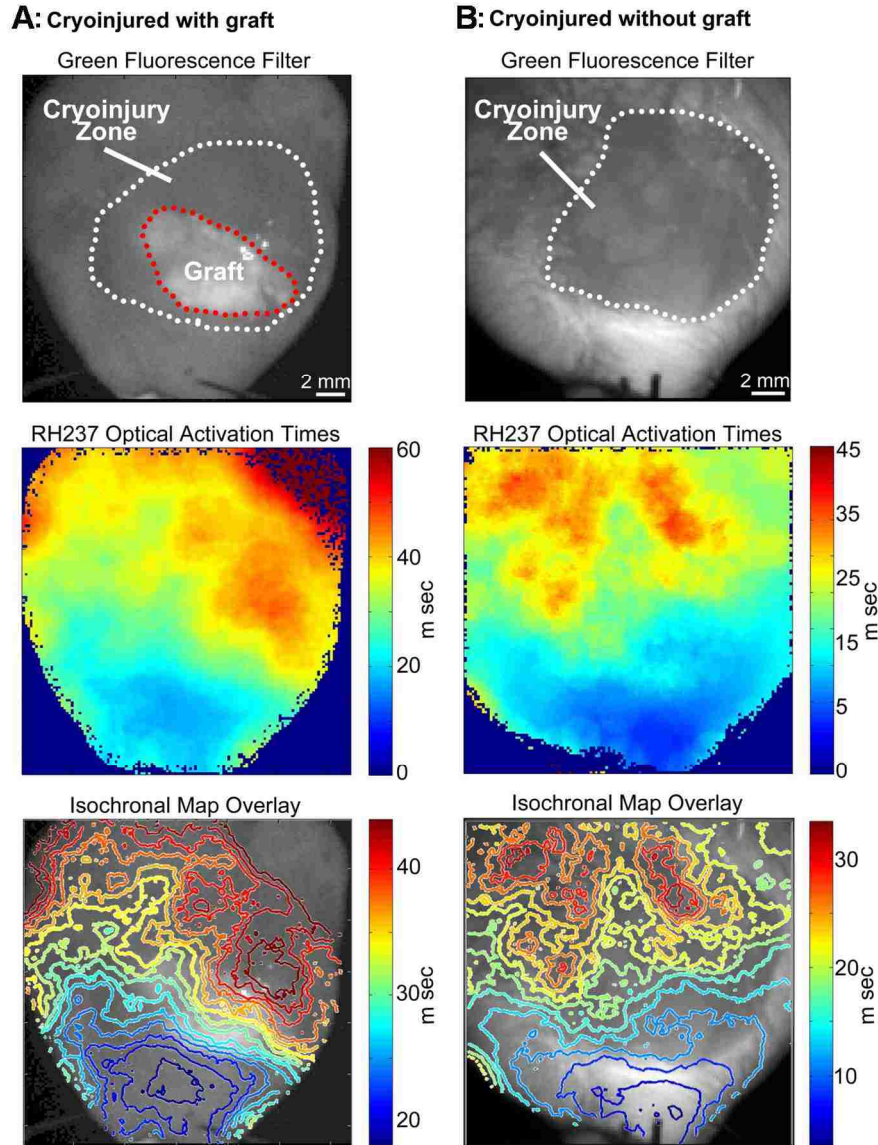 A: Cryoinjured with graft
Green Fluorescence Filter
Cryoinjury
Zone
Graft
2 mm
RH237 Optical Activation Times
60
40
20
0
m sec
Isochronal Map Overlay
40
30
20
m sec
B: Cryoinjured without graft
Green Fluorescence Filter
Cryoinjury
Zone
2 mm
RH237 Optical Activation Times
45
35
25
15
5
0
m sec
Isochronal Map Overlay
30
20
10
m sec